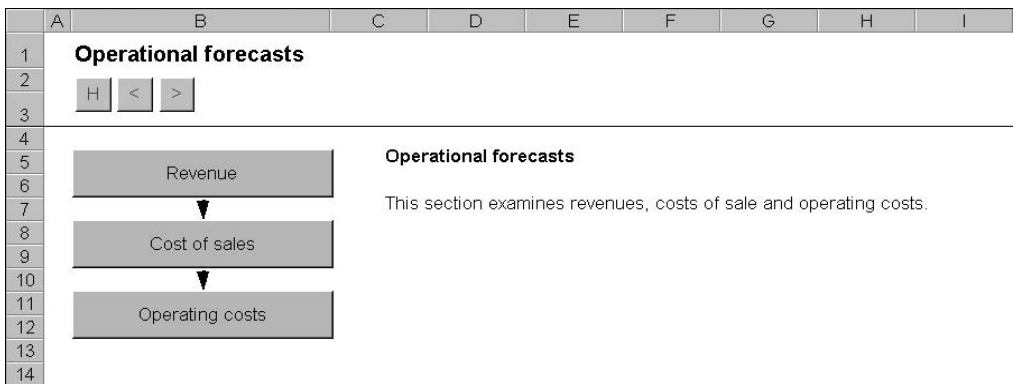 A B C D E F G H I
1 Operational forecasts
2
H < >
3
4
5 Operational forecasts
Revenue
6
7 This section examines revenues, costs of sale and operating costs.
8
Cost of sales
9
10
11
Operating costs
12
13
14